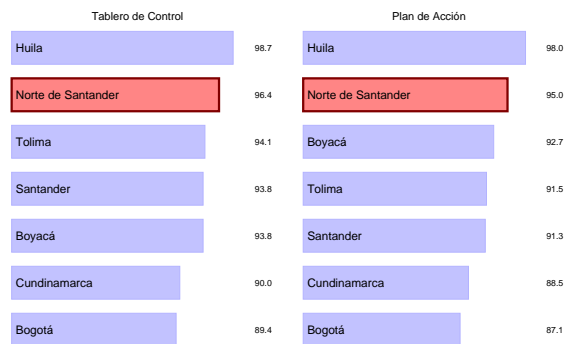 Tablero de Control
Huila 98.7
Norte de Santander 96.4
Tolima 94.1
Santander 93.8
Boyacá 93.8
Cundinamarca 90.0
Bogotá 89.4
Plan de Acción
Huila 98.0
Norte de Santander 95.0
Boyacá 92.7
Tolima 91.5
Santander 91.3
Cundinamarca 88.5
Bogotá 87.1